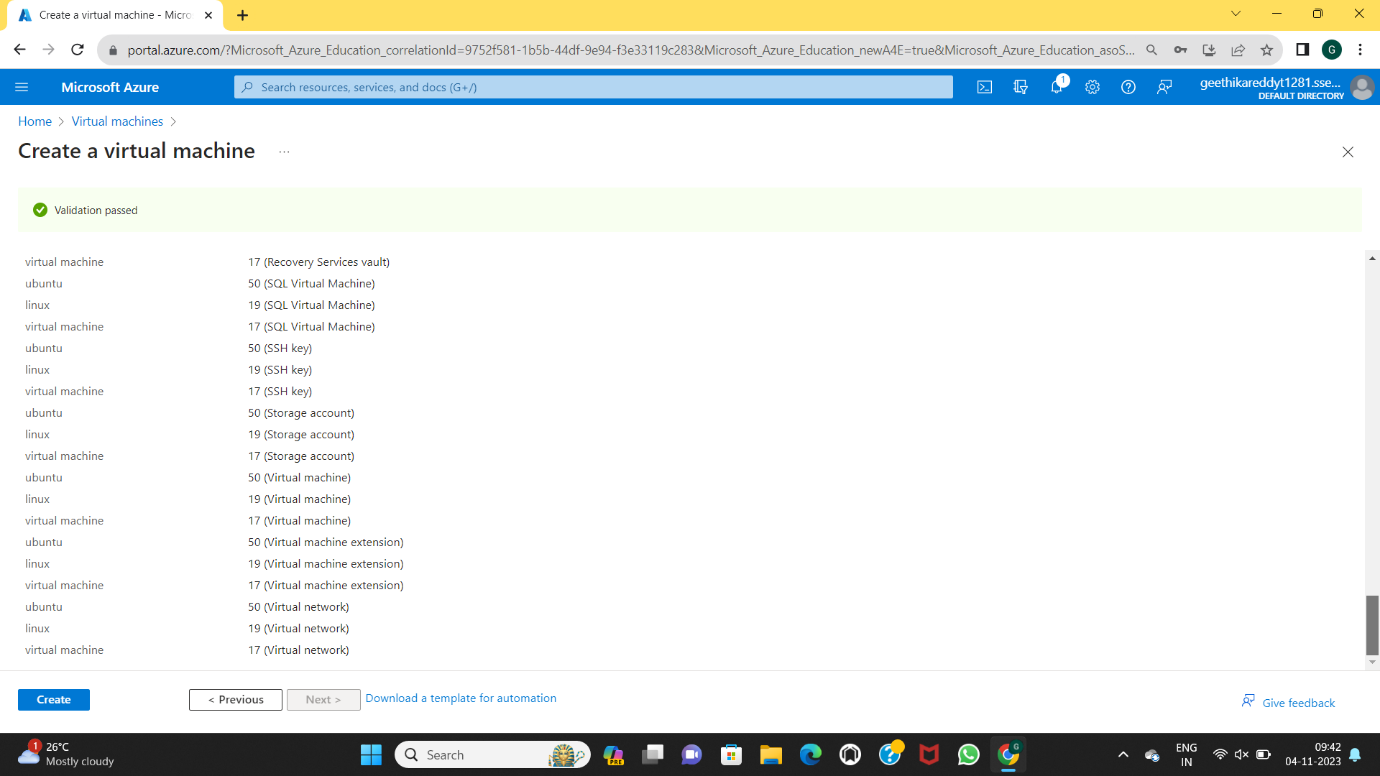 Create a virtual machine - Micro
portal.azure.com/?Microsoft_Azure_Education_correlationId=9752f581-1b5b-44df-9e94-f3e33119c283&Microsoft_Azure_Education_newA4E=true&Microsoft_Azure_Education_asoS...
G
Microsoft Azure
Search resources, services, and docs (G+/)
1
geethikareddyt1281.sse...
DEFAULT DIRECTORY
Home > Virtual machines >
Create a virtual machine ...
Validation passed
virtual machine 17 (Recovery Services vault)
ubuntu 50 (SQL Virtual Machine)
linux 19 (SQL Virtual Machine)
virtual machine 17 (SQL Virtual Machine)
ubuntu 50 (SSH key)
linux 19 (SSH key)
virtual machine 17 (SSH key)
ubuntu 50 (Storage account)
linux 19 (Storage account)
virtual machine 17 (Storage account)
ubuntu 50 (Virtual machine)
linux 19 (Virtual machine)
virtual machine 17 (Virtual machine)
ubuntu 50 (Virtual machine extension)
linux 19 (Virtual machine extension)
virtual machine 17 (Virtual machine extension)
ubuntu 50 (Virtual network)
linux 19 (Virtual network)
virtual machine 17 (Virtual network)
Create < Previous Next > Download a template for automation Give feedback
1
26°C
Mostly cloudy
Search
PRE
G
ENG
IN
09:42
04-11-2023